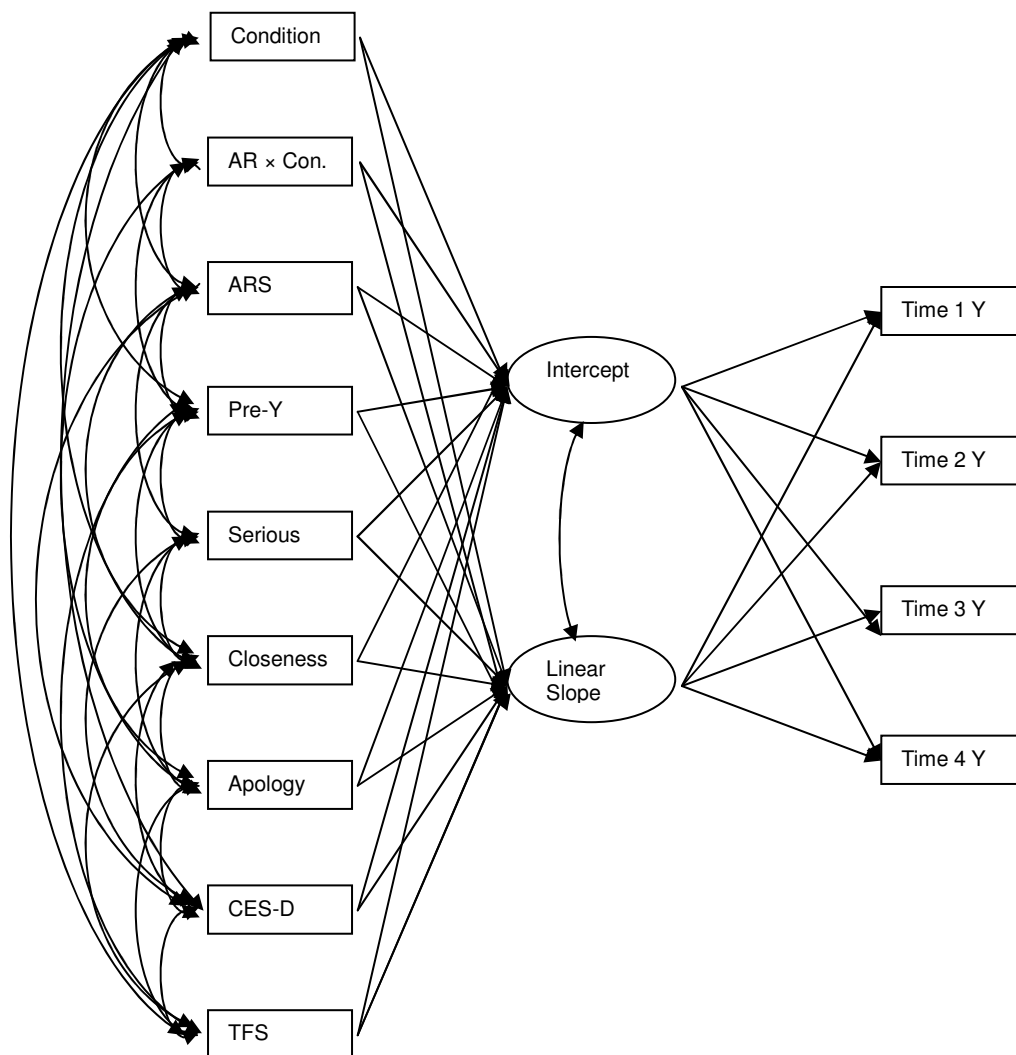 Condition
AR × Con.
ARS
Pre-Y
Serious
Closeness
Apology
CES-D
TFS
Intercept
Linear
Slope
Time 1 Y
Time 2 Y
Time 3 Y
Time 4 Y